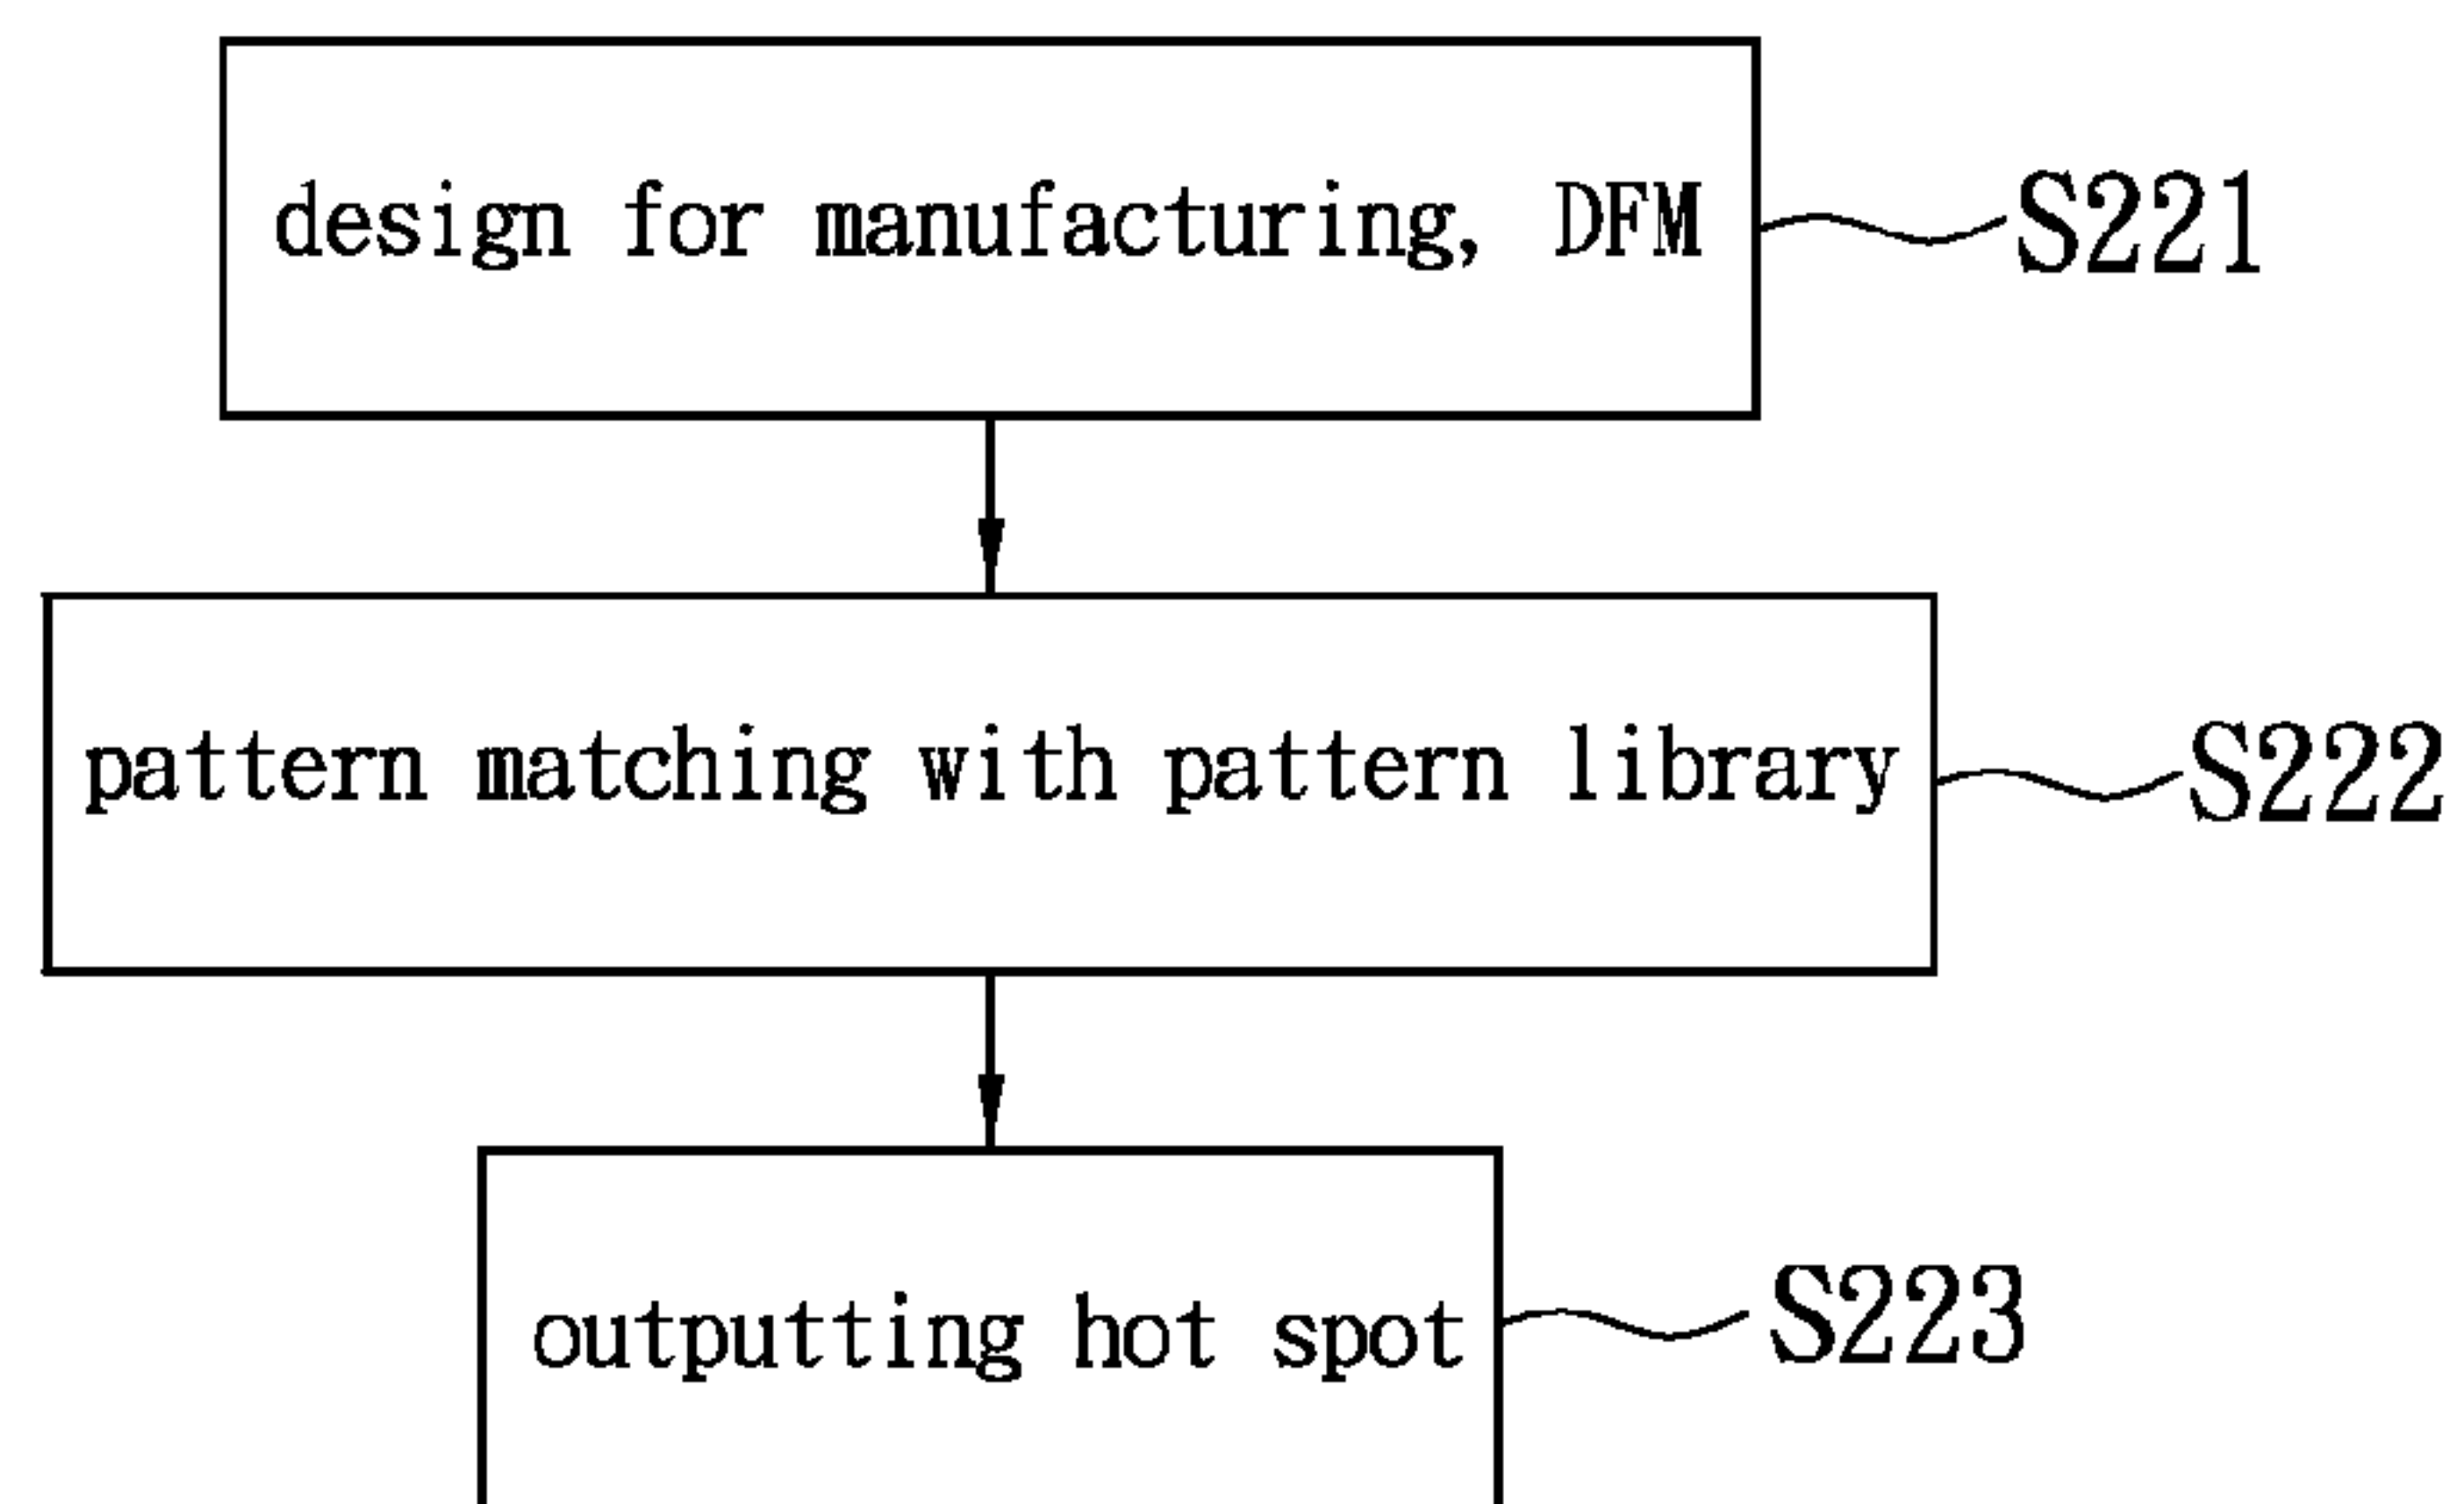 design for manufacturing, DFM
S221
pattern matching with pattern library
S222
outputting hot spot
S223